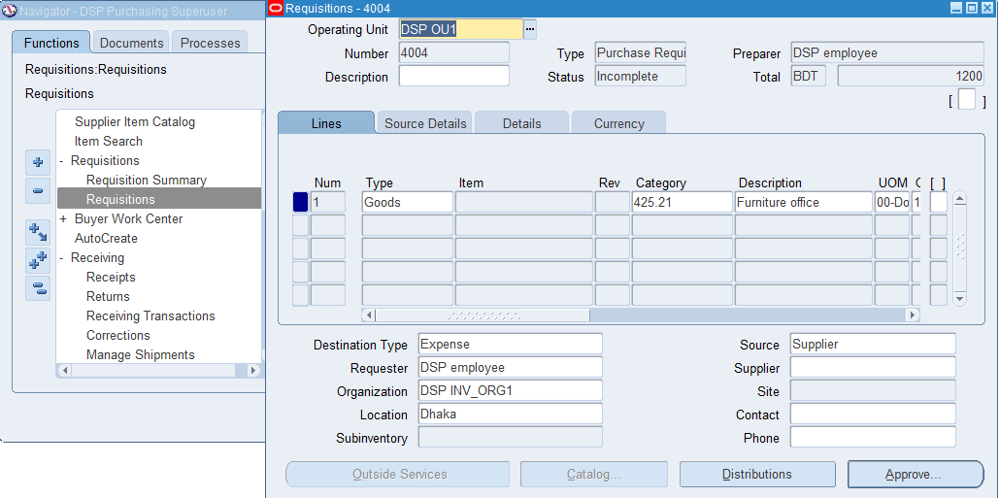 Navigator - DSP Purchasing Superuser
Functions
Documents
Processes
Requisitions:Requisitions
Requisitions
Supplier Item Catalog
Item Search
- Requisitions
Requisition Summary
Requisitions
+ Buyer Work Center
AutoCreate
- Receiving
Receipts
Returns
Receiving Transactions
Corrections
Manage Shipments
Requisitions - 4004
Operating Unit DSP OU1 ...
Number 4004 Type Purchase Requi Preparer DSP employee
Description Status Incomplete Total BDT 1200
[ ]
Lines Source Details Details Currency
Num Type Item Rev Category Description UOM [ ]
1 Goods 425.21 Furniture office 00-Do 1
Destination Type Expense Source Supplier
Requester DSP employee Supplier
Organization DSP INV_ORG1 Site
Location Dhaka Contact
Subinventory Phone
Outside Services Catalog... Distributions Approve...